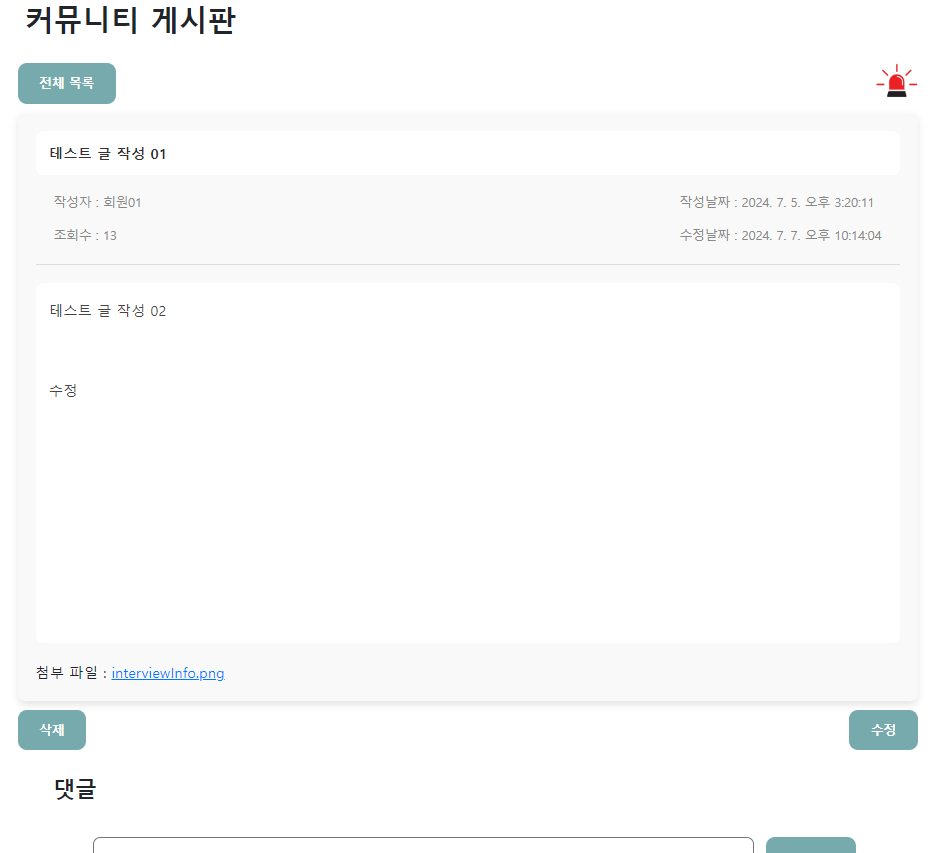 커뮤니티 게시판
전체 목록
테스트 글 작성 01
작성자 : 회원01
작성날짜 : 2024. 7. 5. 오후 3:20:11
조회수 : 13
수정날짜 : 2024. 7. 7. 오후 10:14:04
테스트 글 작성 02
수정
첨부 파일 : interviewInfo.png
삭제
수정
댓글